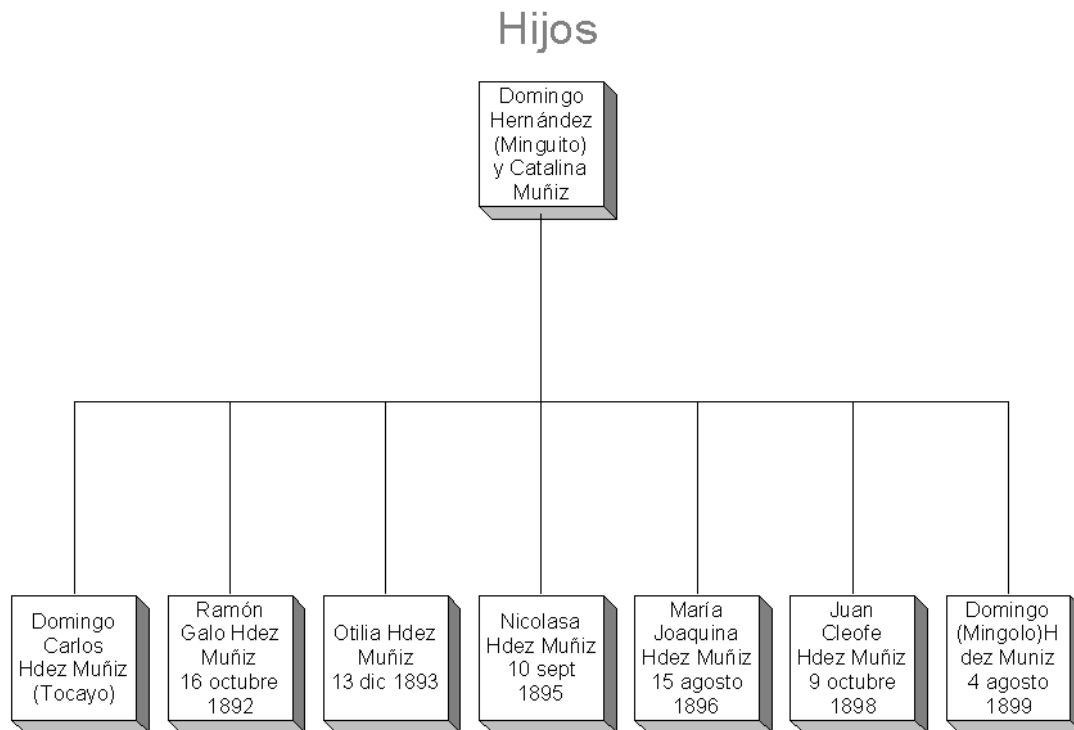 Hijos
Domingo
Hernández
(Minguito)
y Catalina
Muñiz
Domingo
Carlos
Hdez Muñiz
(Tocayo)
Ramón
Galo Hdez
Muñiz
16 octubre
1892
Otilia Hdez
Muñiz
13 dic 1893
Nicolasa
Hdez Muñiz
10 sept
1895
María
Joaquina
Hdez Muñiz
15 agosto
1896
Juan
Cleofe
Hdez Muñiz
9 octubre
1898
Domingo
(Mingolo)H
dez Muniz
4 agosto
1899